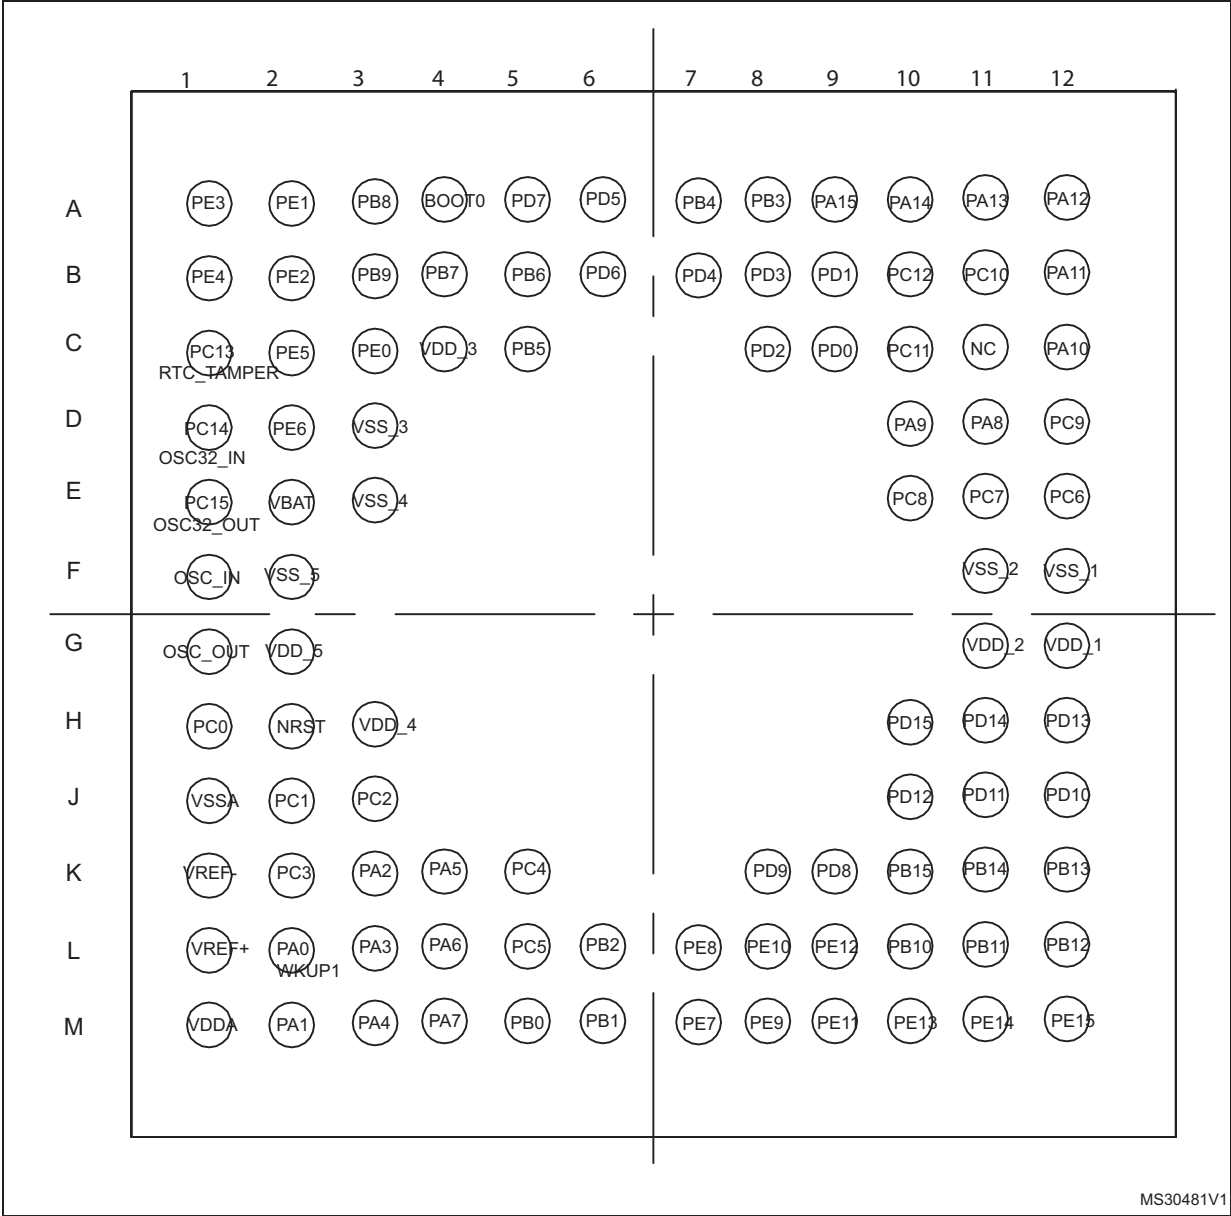 1 2 3 4 5 6 7 8 9 10 11 12
A PE3 PE1 PB8 BOOT0 PD7 PD5 PB4 PB3 PA15 PA14 PA13 PA12
B PE4 PE2 PB9 PB7 PB6 PD6 PD4 PD3 PD1 PC12 PC10 PA11
C PC13 PE5 PE0 VDD_3 PB5 PD2 PD0 PC11 NC PA10
RTC_TAMPER
D PC14 PE6 VSS_3 PA9 PA8 PC9
OSC32_IN
E PC15 VBAT VSS_4 PC8 PC7 PC6
OSC32_OUT
F OSC_IN VSS_5 VSS_2 VSS_1
G OSC_OUT VDD_5 VDD_2 VDD_1
H PC0 NRST VDD_4 PD15 PD14 PD13
J VSSA PC1 PC2 PD12 PD11 PD10
K VREF- PC3 PA2 PA5 PC4 PD9 PD8 PB15 PB14 PB13
L VREF+ PA0 PA3 PA6 PC5 PB2 PE8 PE10 PE12 PB10 PB11 PB12
WKUP1
M VDDA PA1 PA4 PA7 PB0 PB1 PE7 PE9 PE11 PE13 PE14 PE15
MS30481V1